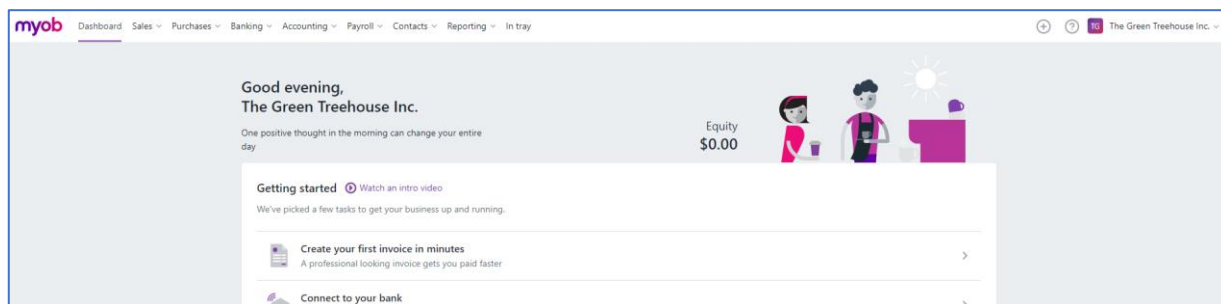 myob Dashboard Sales Purchases Banking Accounting Payroll Contacts Reporting In tray ? TG The Green Treehouse Inc.
Good evening,
The Green Treehouse Inc.
One positive thought in the morning can change your entire
day
Equity
$0.00
Getting started Watch an intro video
We've picked a few tasks to get your business up and running.
Create your first invoice in minutes
A professional looking invoice gets you paid faster
Connect to your bank